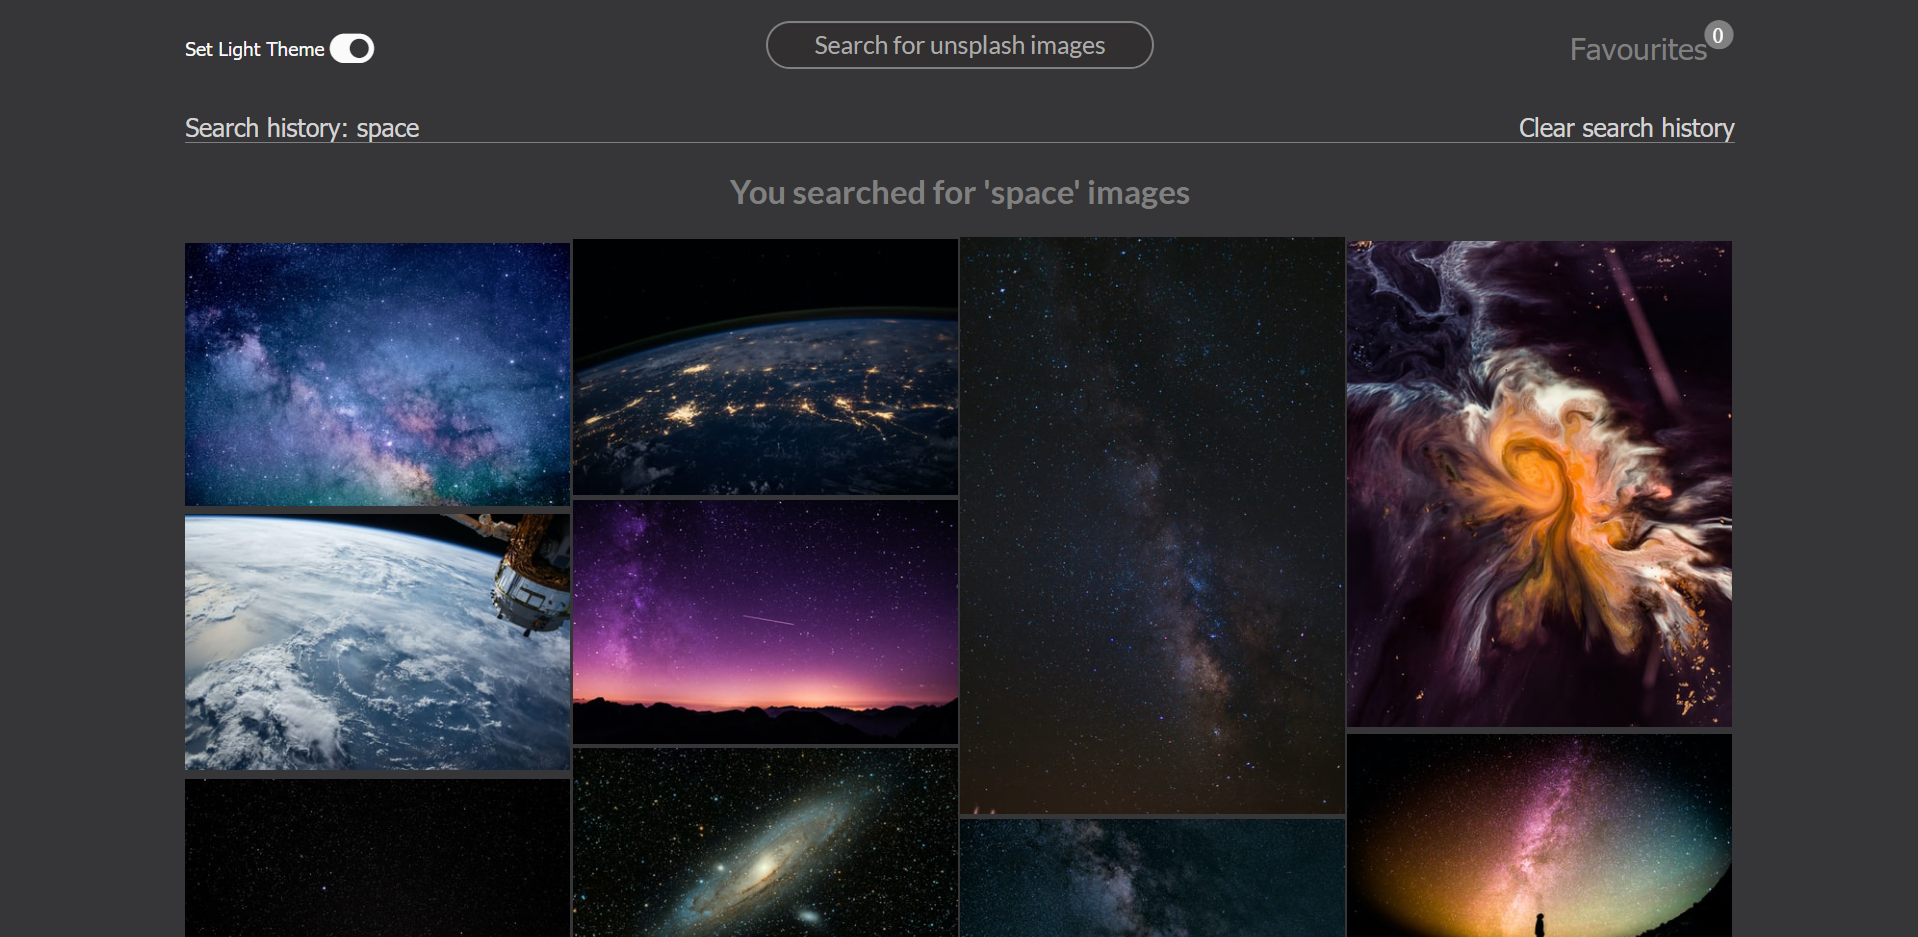 Set Light Theme
Search for unsplash images
Favourites 0
Search history: space
Clear search history
You searched for 'space' images